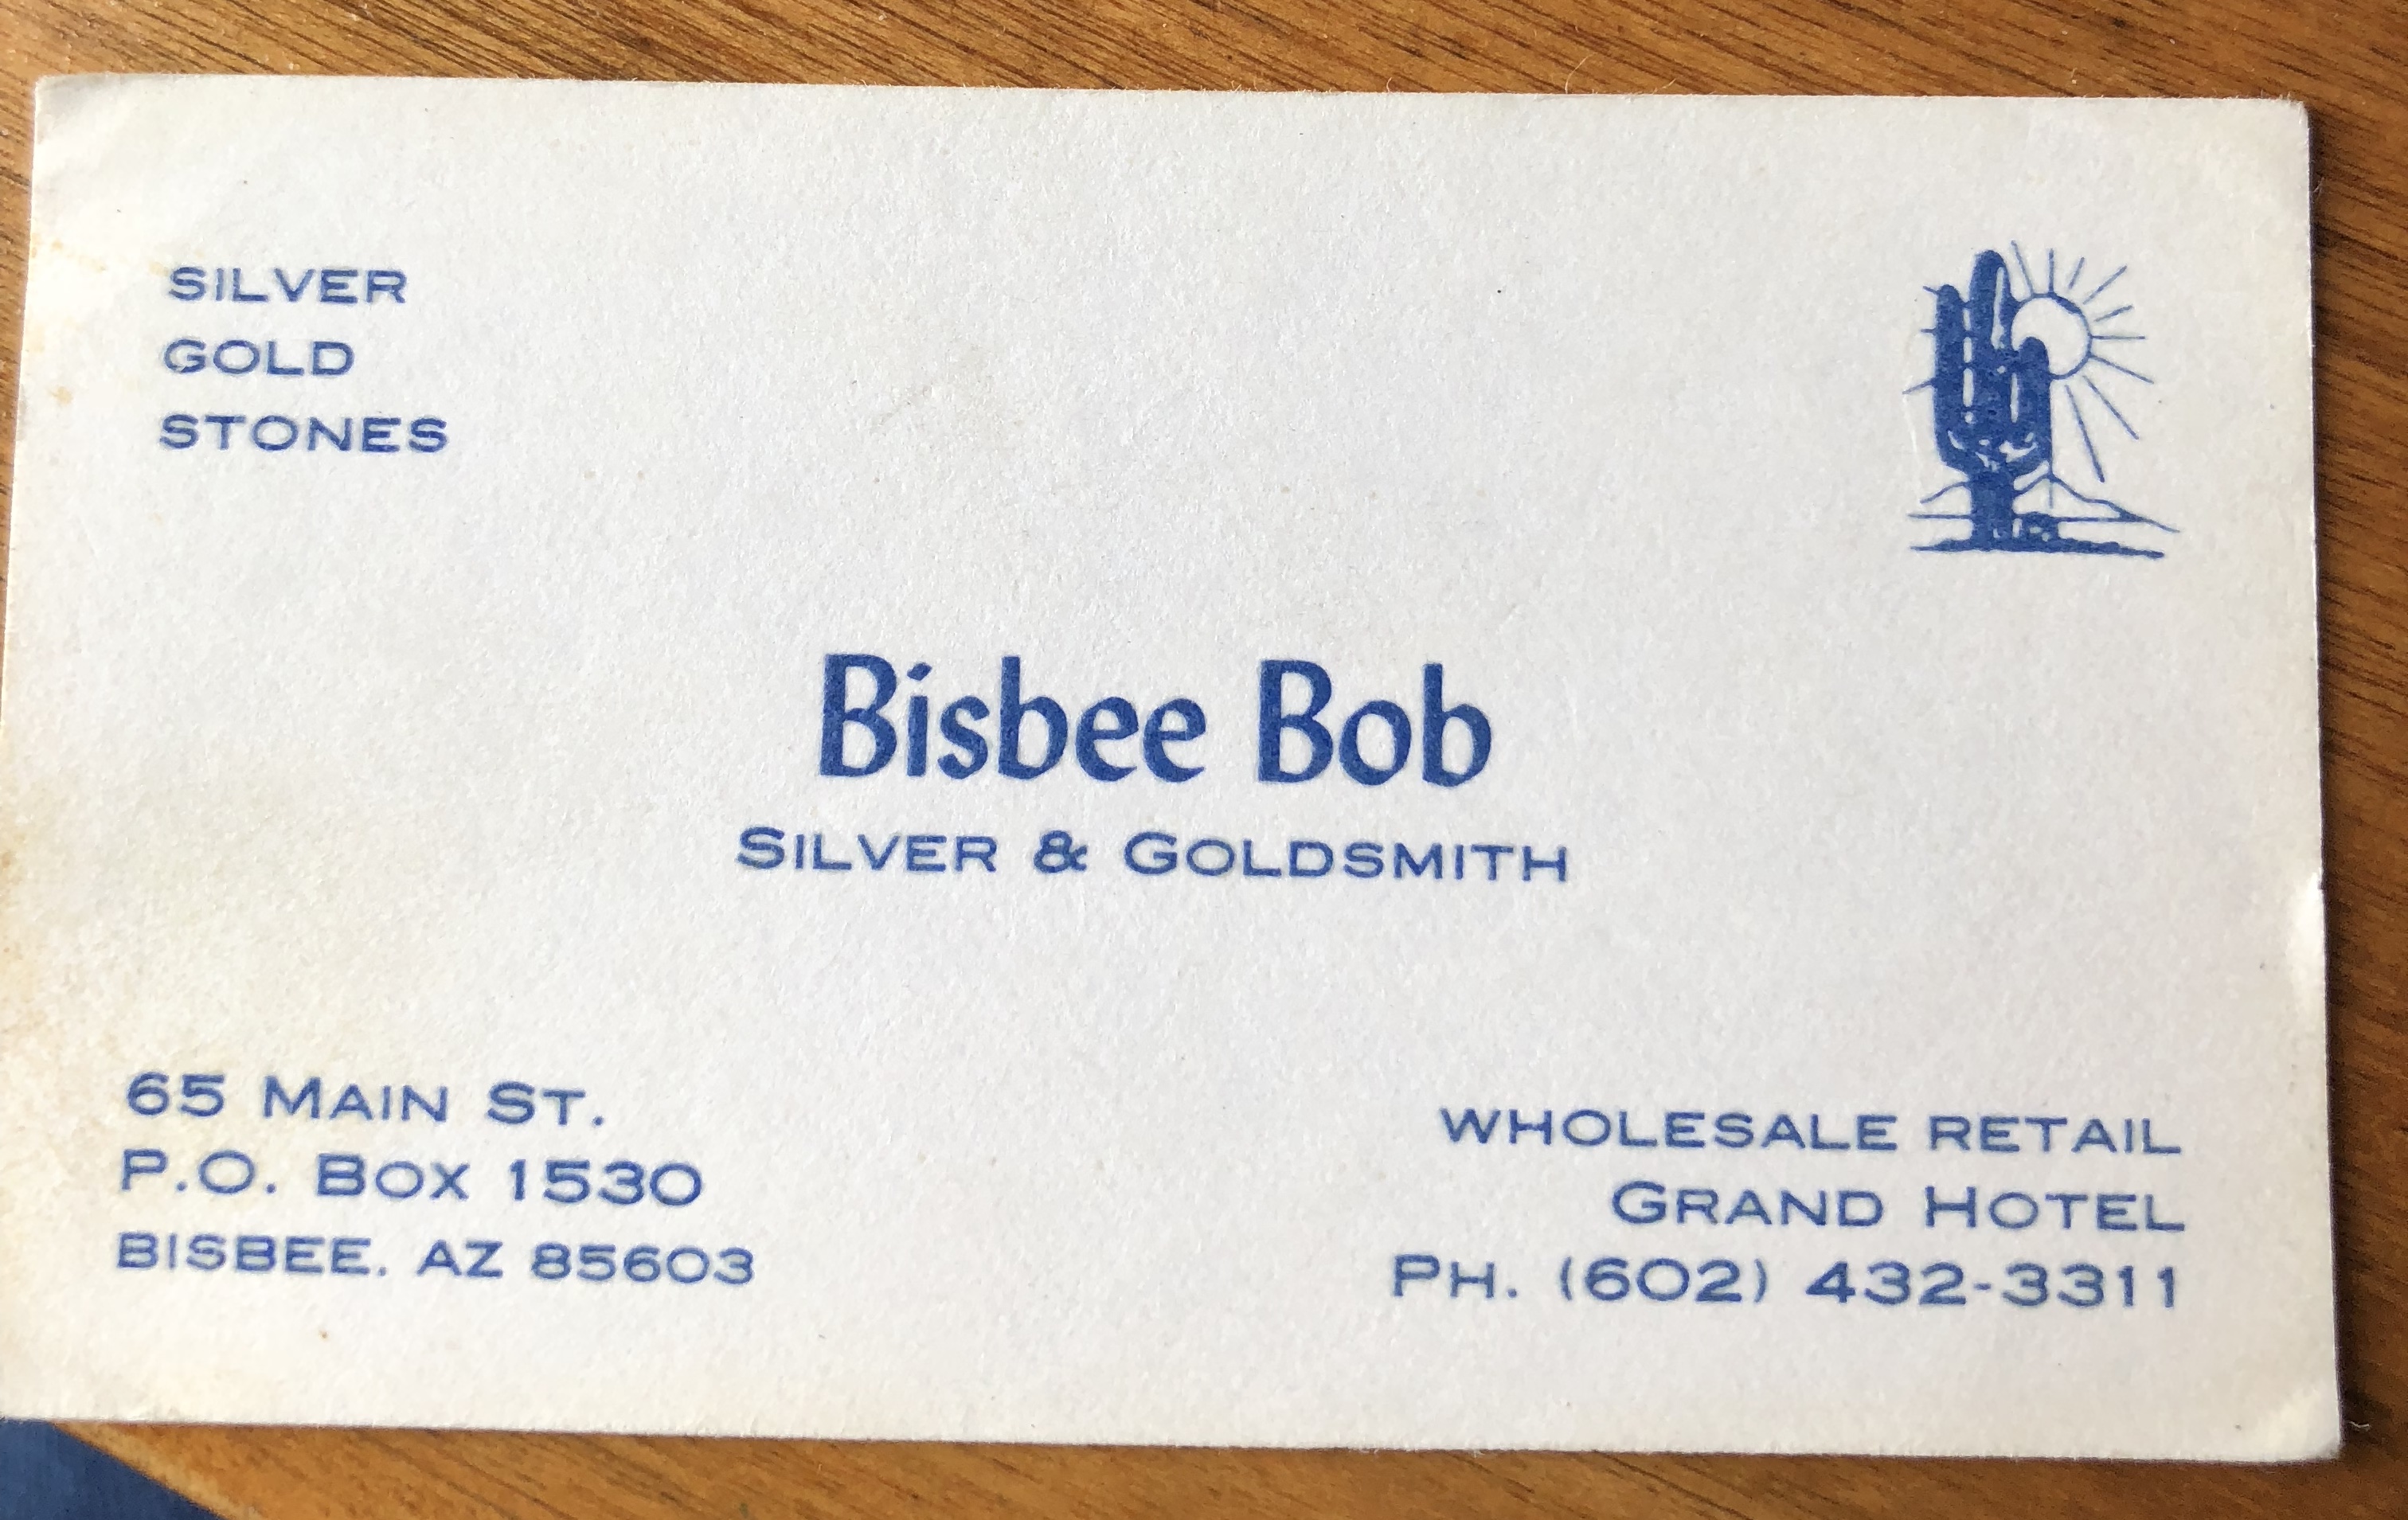 SILVER
GOLD
STONES
Bisbee Bob
SILVER & GOLDSMITH
65 MAIN ST.
P.O. BOX 1530
BISBEE. AZ 85603
WHOLESALE RETAIL
GRAND HOTEL
PH. (602) 432-3311